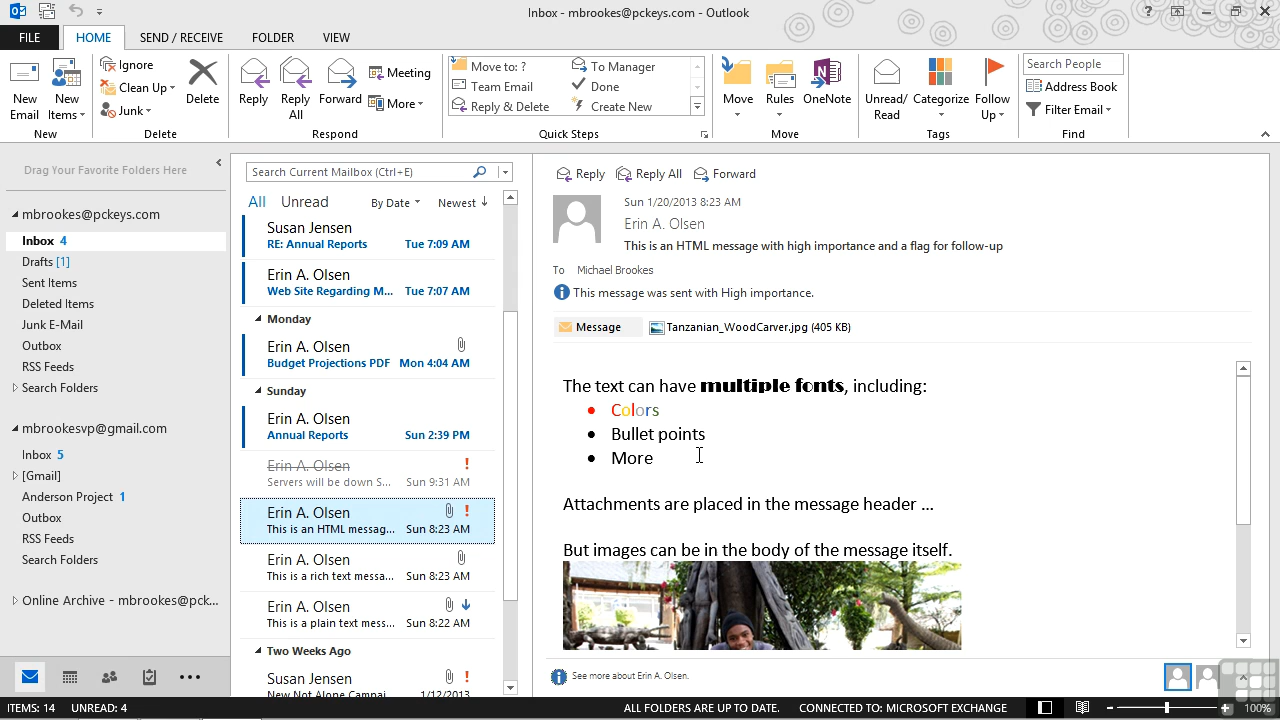 Inbox - mbrookes@pckeys.com - Outlook
FILE HOME SEND / RECEIVE FOLDER VIEW
New Email
New Items
New
Ignore
Clean Up
Junk
Delete
Delete
Reply
Reply All
Forward
Meeting
More
Respond
Move to: ?
Team Email
Reply & Delete
To Manager
Done
Create New
Quick Steps
Move
Rules
OneNote
Move
Unread/ Read
Categorize
Follow Up
Tags
Search People
Address Book
Filter Email
Find
Drag Your Favorite Folders Here
mbrookes@pckeys.com
Inbox 4
Drafts [1]
Sent Items
Deleted Items
Junk E-Mail
Outbox
RSS Feeds
Search Folders
mbrookesvp@gmail.com
Inbox 5
[Gmail]
Anderson Project 1
Outbox
RSS Feeds
Search Folders
Online Archive - mbrookes@pck...
Search Current Mailbox (Ctrl+E)
All Unread By Date Newest
Susan Jensen
RE: Annual Reports Tue 7:09 AM
Erin A. Olsen
Web Site Regarding M... Tue 7:07 AM
Monday
Erin A. Olsen
Budget Projections PDF Mon 4:04 AM
Sunday
Erin A. Olsen
Annual Reports Sun 2:39 PM
Erin A. Olsen
Servers will be down S... Sun 9:31 AM
Erin A. Olsen
This is an HTML messag... Sun 8:23 AM
Erin A. Olsen
This is a rich text messa... Sun 8:23 AM
Erin A. Olsen
This is a plain text mess... Sun 8:22 AM
Two Weeks Ago
Susan Jensen
New Not Alone Campai... 1/12/2013
Reply Reply All Forward
Sun 1/20/2013 8:23 AM
Erin A. Olsen
This is an HTML message with high importance and a flag for follow-up
To Michael Brookes
This message was sent with High importance.
Message Tanzanian_WoodCarver.jpg (405 KB)
The text can have multiple fonts, including:
• Colors
• Bullet points
• More
Attachments are placed in the message header ...
But images can be in the body of the message itself.
See more about Erin A. Olsen.
ITEMS: 14 UNREAD: 4 ALL FOLDERS ARE UP TO DATE. CONNECTED TO: MICROSOFT EXCHANGE 100%